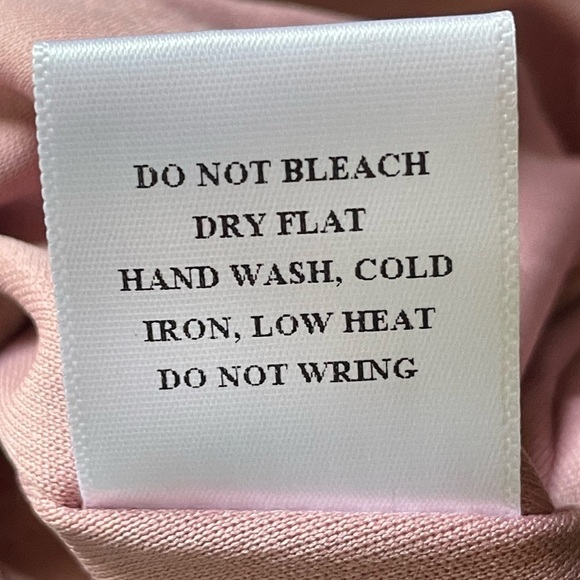 DO NOT BLEACH
DRY FLAT
HAND WASH, COLD
IRON, LOW HEAT
DO NOT WRING